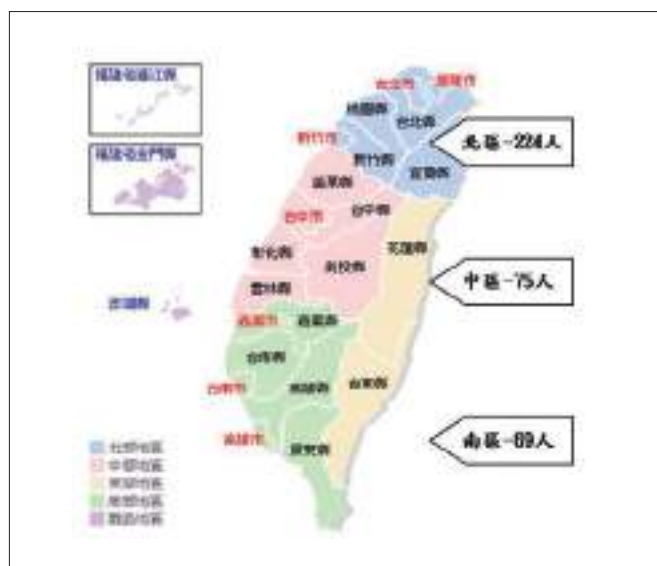 福建省連江縣
福建省金門縣
澎湖縣
台北市
基隆市
桃園縣
台北縣
新竹市
新竹縣
宜蘭縣
苗栗縣
台中市
台中縣
彰化縣
南投縣
花蓮縣
雲林縣
嘉義市
嘉義縣
台南縣
台南市
高雄縣
台東縣
高雄市
屏東縣
北區-224人
中區-75人
南區-69人
北部地區
中部地區
東部地區
南部地區
離島地區